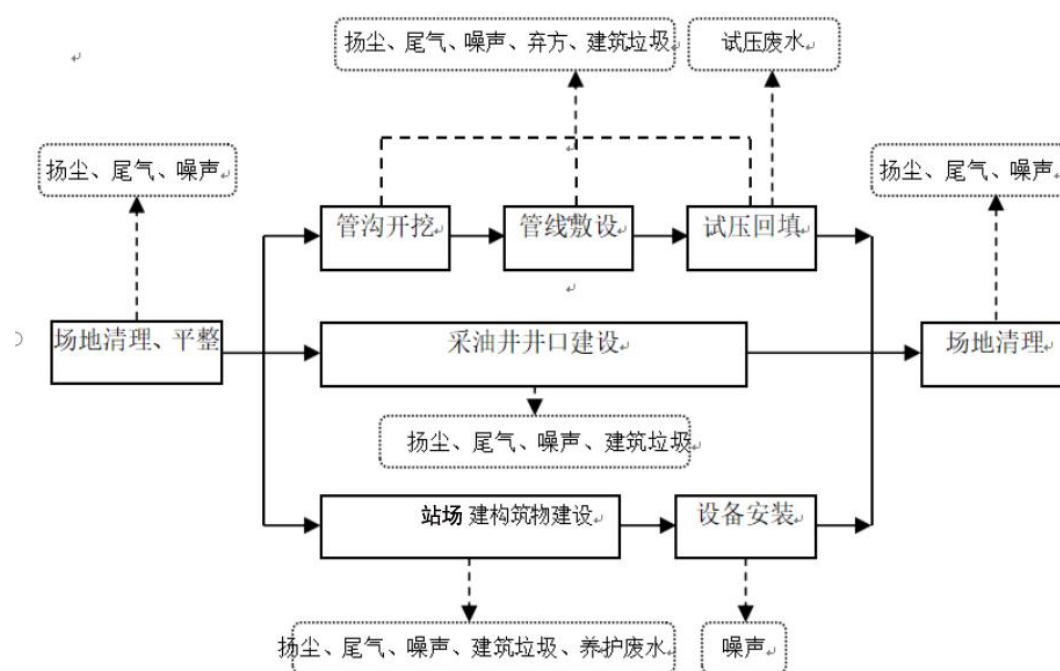 扬尘、尾气、噪声、弃方、建筑垃圾
试压废水
扬尘、尾气、噪声
扬尘、尾气、噪声
管沟开挖
管线敷设
试压回填
场地清理、平整
采油井井口建设
场地清理
扬尘、尾气、噪声、建筑垃圾
站场 建构筑物建设
设备安装
扬尘、尾气、噪声、建筑垃圾、养护废水
噪声